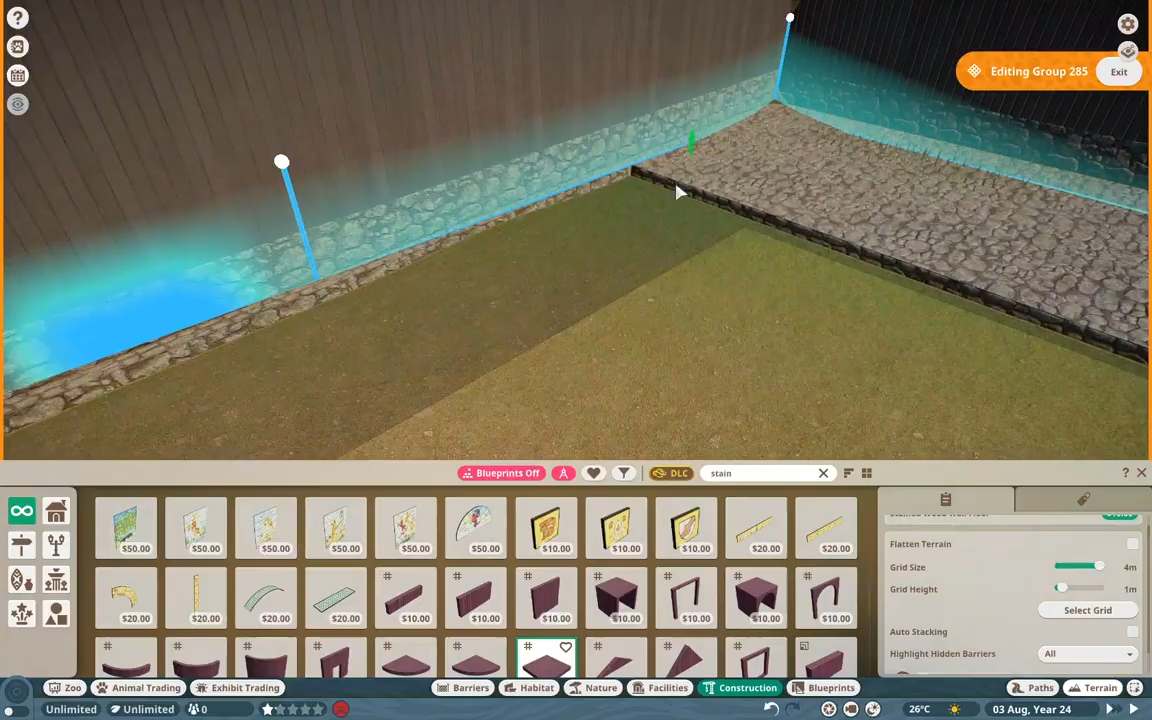 Editing Group 285
Exit
Blueprints Off
DLC
stain
$50.00 $50.00 $50.00 $50.00 $50.00 $50.00 $10.00 $10.00 $10.00 $20.00 $20.00
$20.00 $20.00 $20.00 $20.00 $10.00 $10.00 $10.00 $10.00 $10.00 $10.00 $10.00
Flatten Terrain
Grid Size 4m
Grid Height 1m
Select Grid
Auto Stacking
Highlight Hidden Barriers All
Zoo Animal Trading Exhibit Trading Barriers Habitat Nature Facilities Construction Blueprints Paths Terrain
Unlimited Unlimited 0 26°C 03 Aug, Year 24